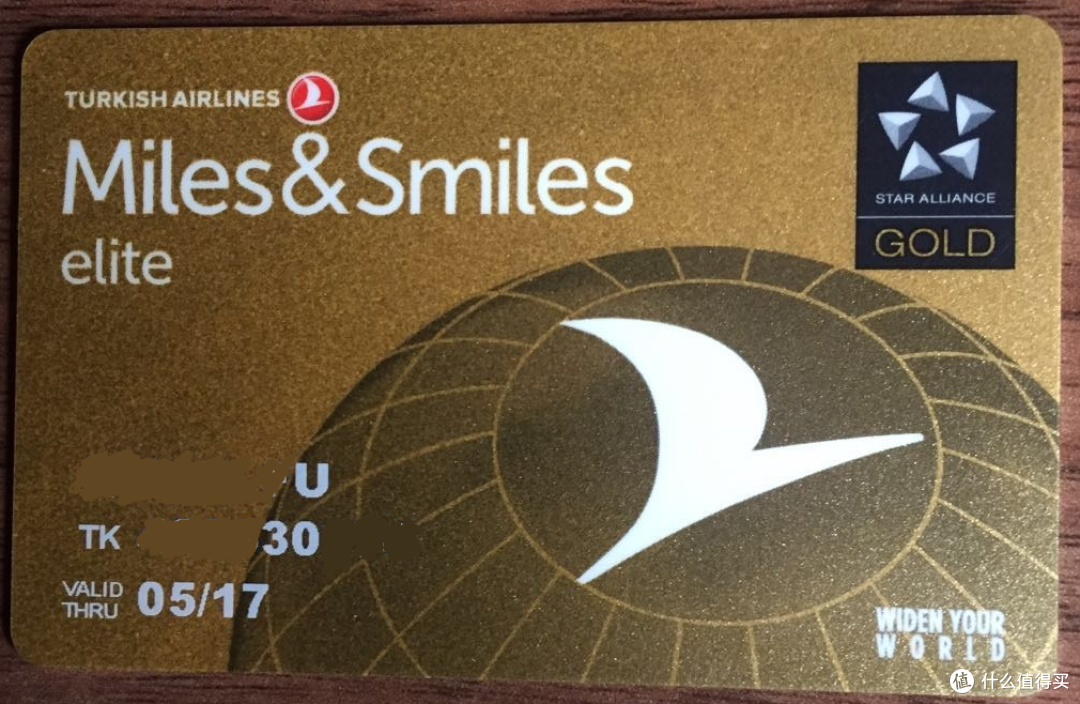 TURKISH AIRLINES
Miles&Smiles
elite
STAR ALLIANCE
GOLD
U
TK 30
VALID THRU 05/17
WIDEN YOUR
WORLD
值 什么值得买